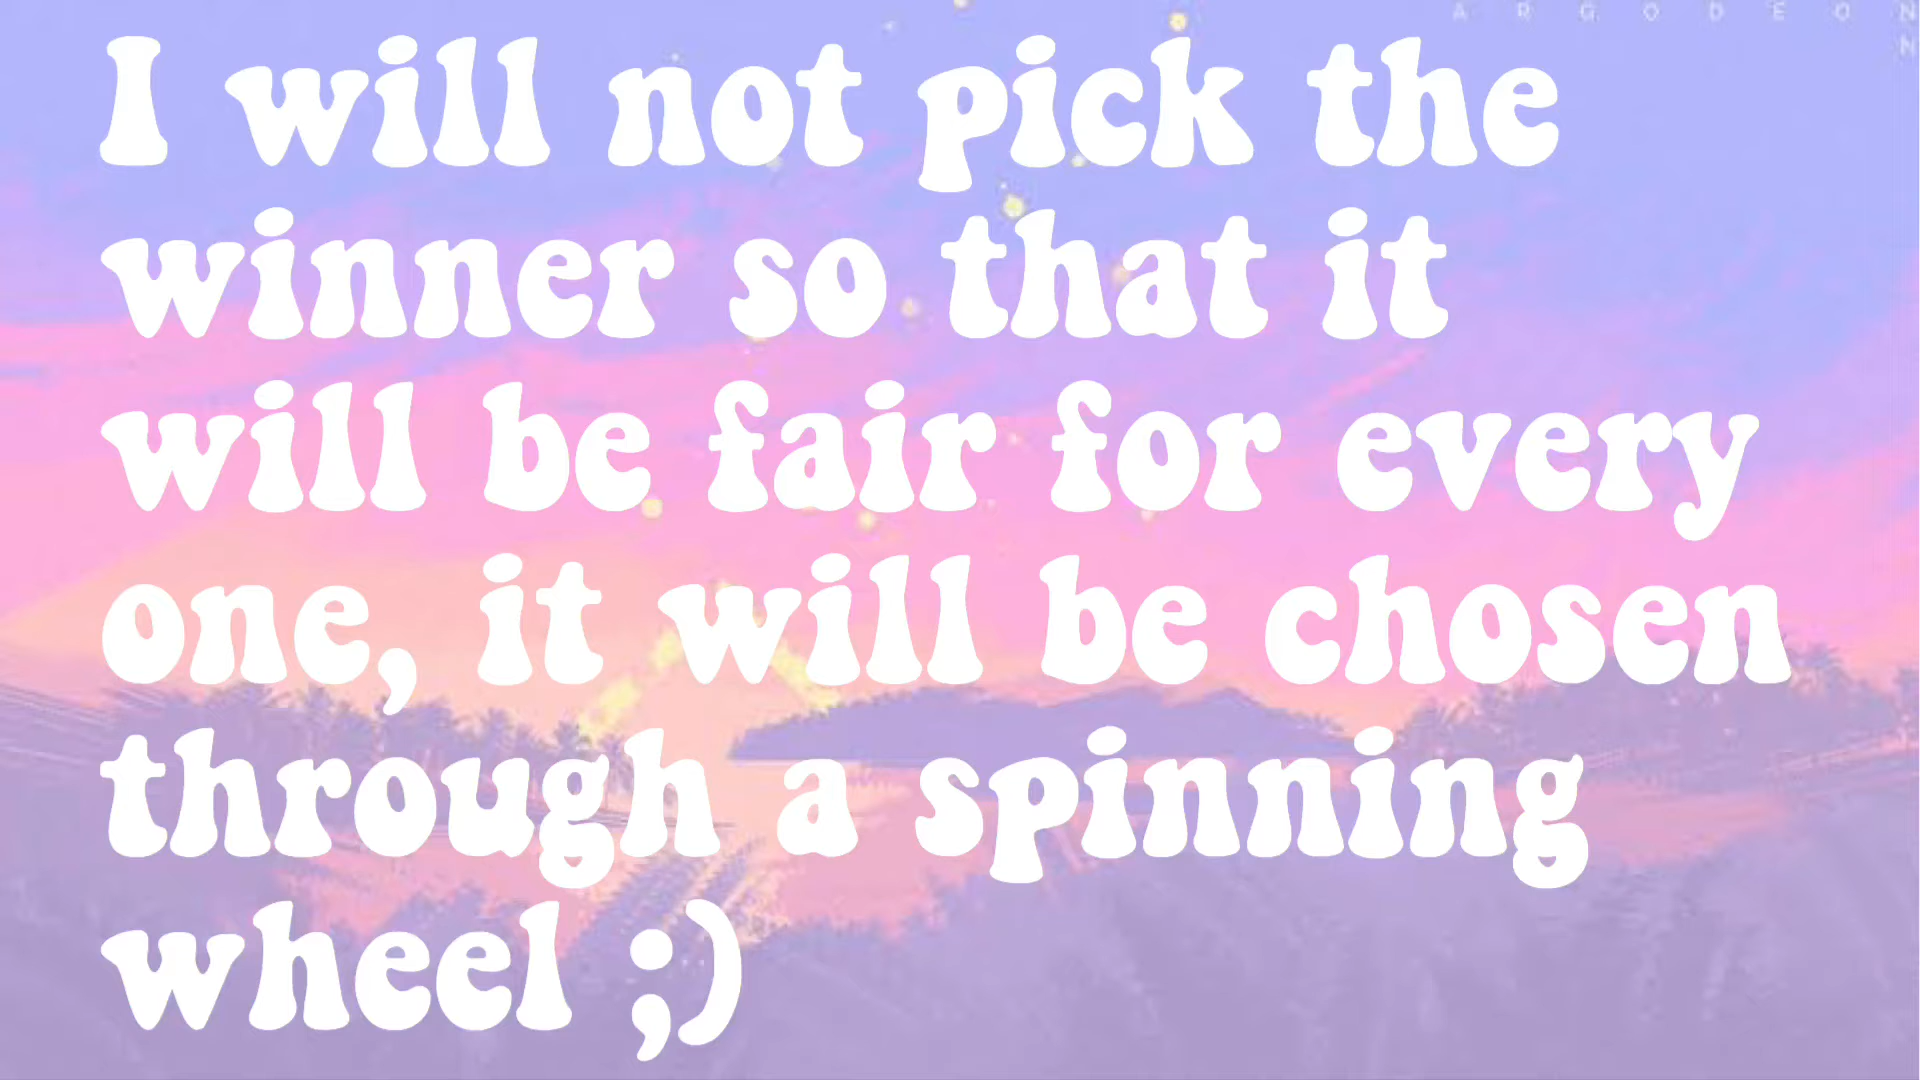 A R G O D E O N
N
I will not pick the
winner so that it
will be fair for every
one, it will be chosen
through a spinning
wheel ;)